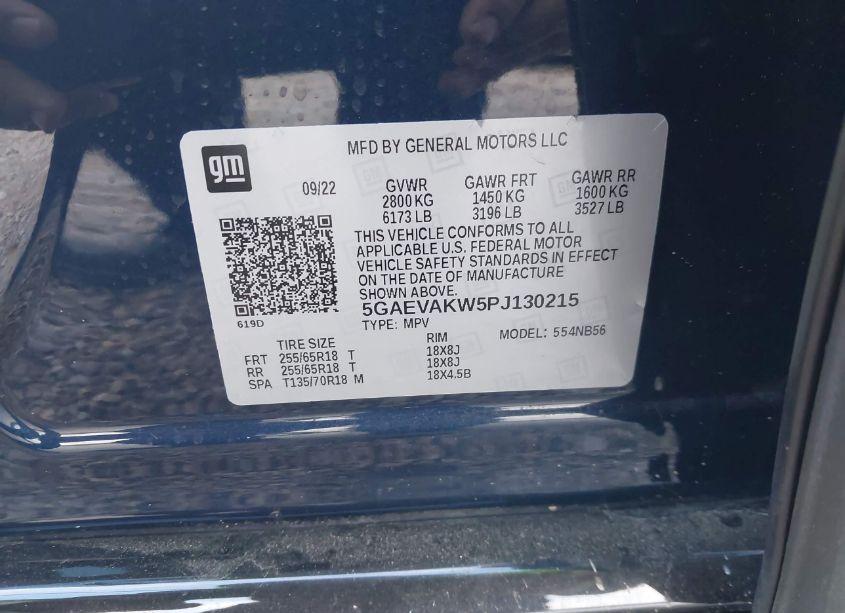 gm
MFD BY GENERAL MOTORS LLC
09/22 GVWR GAWR FRT GAWR RR
2800 KG 1450 KG 1600 KG
6173 LB 3196 LB 3527 LB
THIS VEHICLE CONFORMS TO ALL
APPLICABLE U.S. FEDERAL MOTOR
VEHICLE SAFETY STANDARDS IN EFFECT
ON THE DATE OF MANUFACTURE
SHOWN ABOVE.
5GAEVAKW5PJ130215
619D
TYPE: MPV MODEL: 554NB56
TIRE SIZE RIM
FRT 255/65R18 T 18X8J
RR 255/65R18 T 18X8J
SPA T135/70R18 M 18X4.5B